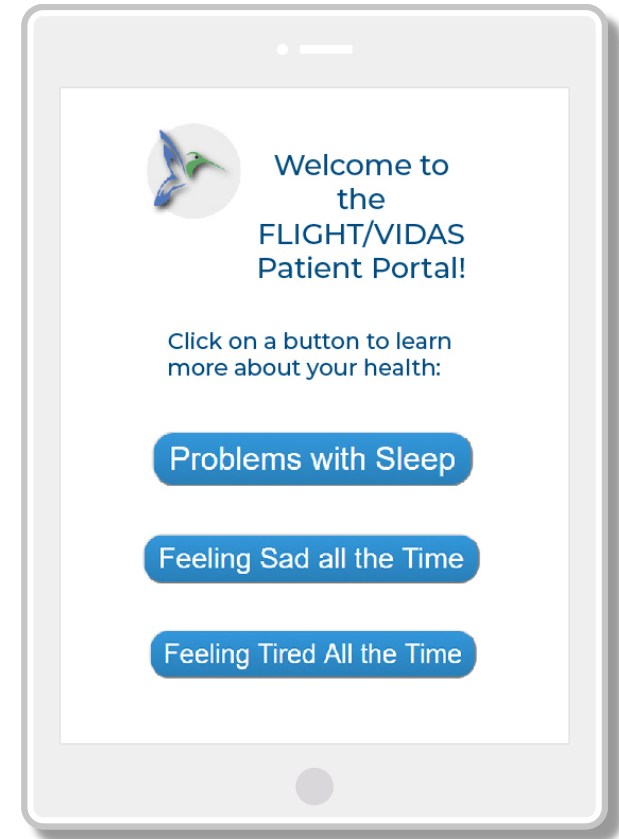 Welcome to
the
FLIGHT/VIDAS
Patient Portal!
Click on a button to learn
more about your health:
Problems with Sleep
Feeling Sad all the Time
Feeling Tired All the Time